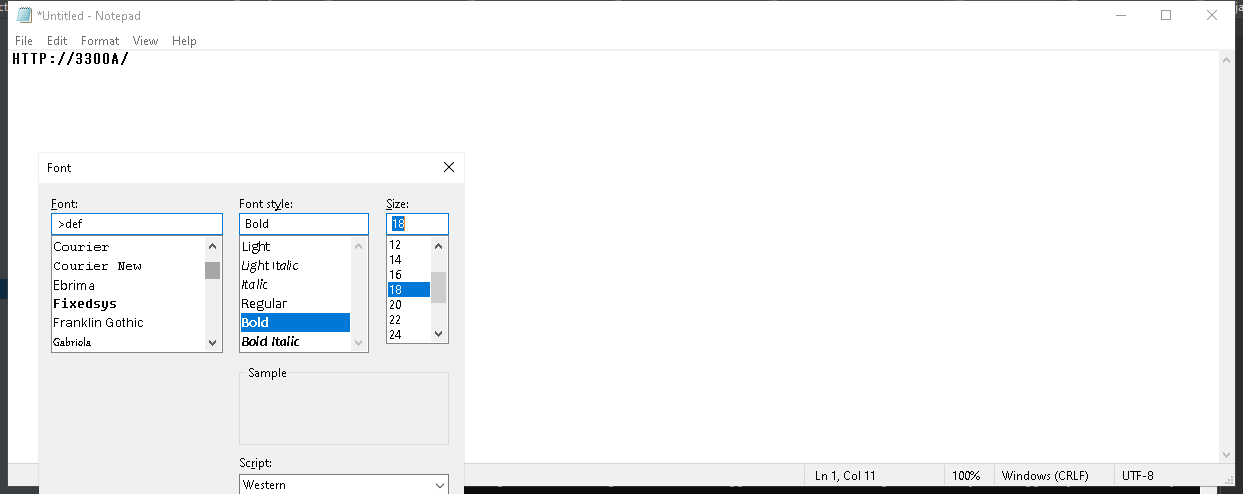 *Untitled - Notepad
File Edit Format View Help
HTTP://3300A/
Font
Font: Font style: Size:
>def Bold 18
Courier
Courier New
Ebrima
Fixedsys
Franklin Gothic
Gabriola
Light
Light Italic
Italic
Regular
Bold
Bold Italic
12
14
16
18
20
22
24
Sample
Script:
Western
Ln 1, Col 11 100% Windows (CRLF) UTF-8